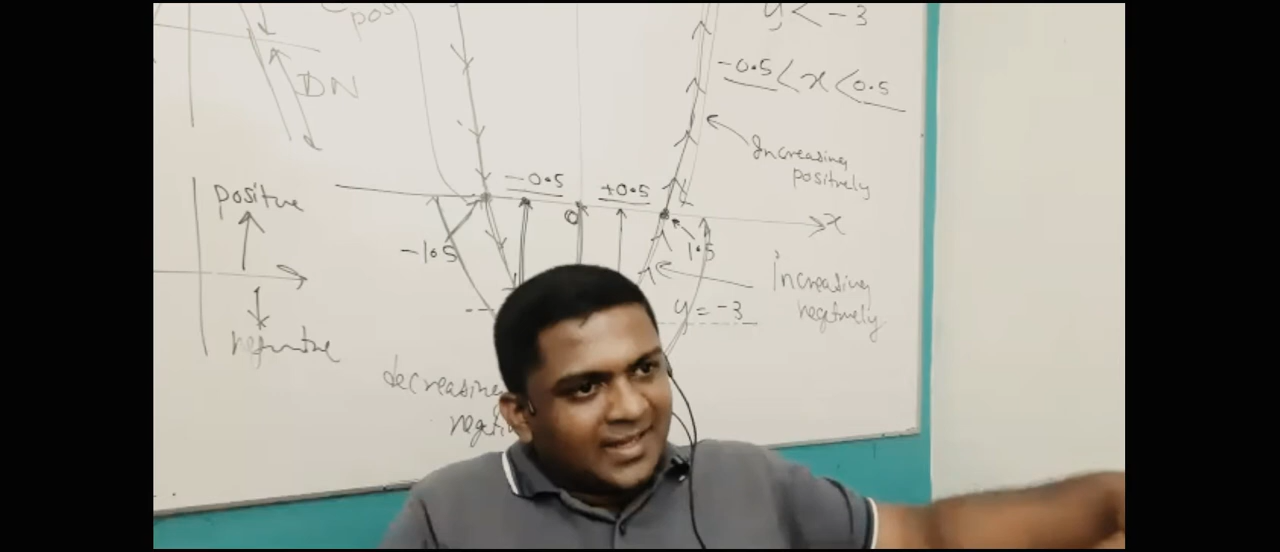 y < -3
-0.5 < x < 0.5
DN
Increasing
positively
-0.5
+0.5
positive
0
x
-1.5
1.5
Increasing
negatively
y = -3
negative
decreasing